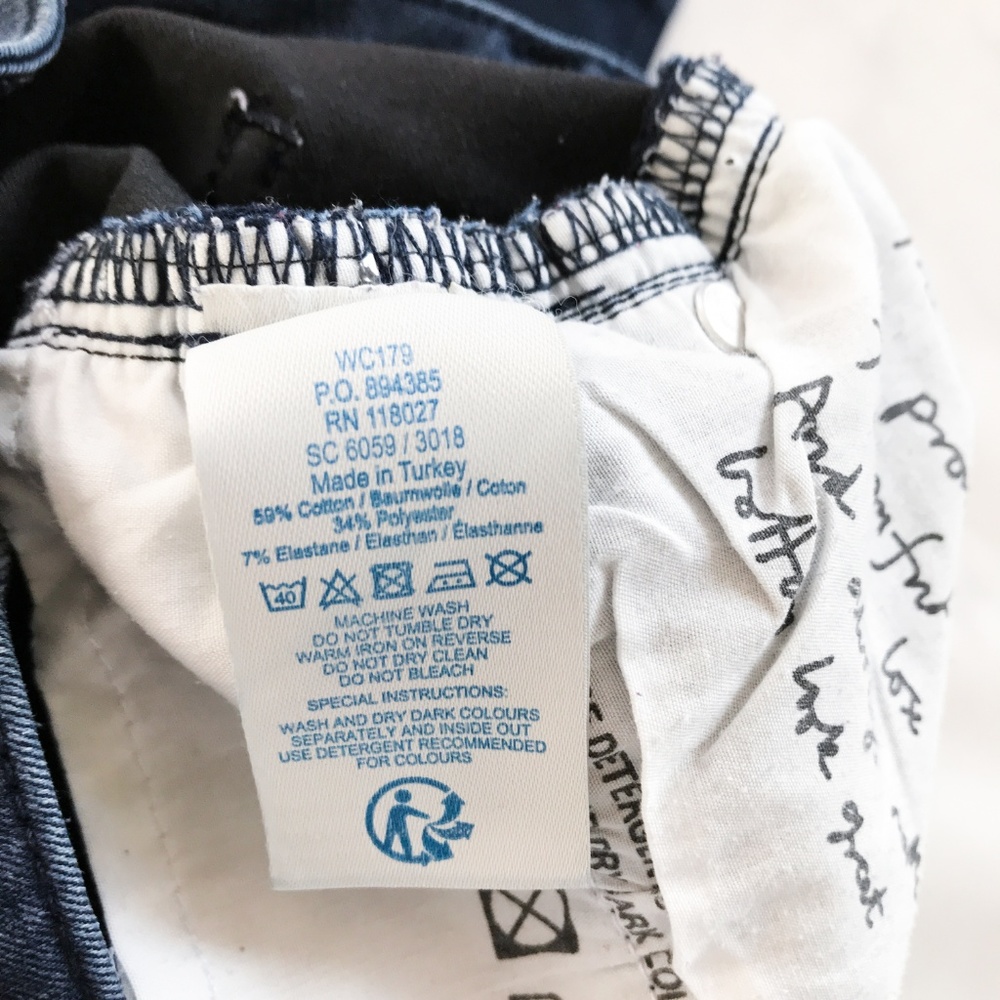 WC179
P.O. 894385
RN 118027
SC 6059 / 3018
Made in Turkey
59% Cotton / Baumwolle / Coton
34% Polyester
7% Elastane / Elasthan / Élasthanne
40
MACHINE WASH
DO NOT TUMBLE DRY
WARM IRON ON REVERSE
DO NOT DRY CLEAN
DO NOT BLEACH
SPECIAL INSTRUCTIONS:
WASH AND DRY DARK COLOURS
SEPARATELY AND INSIDE OUT
USE DETERGENT RECOMMENDED
FOR COLOURS